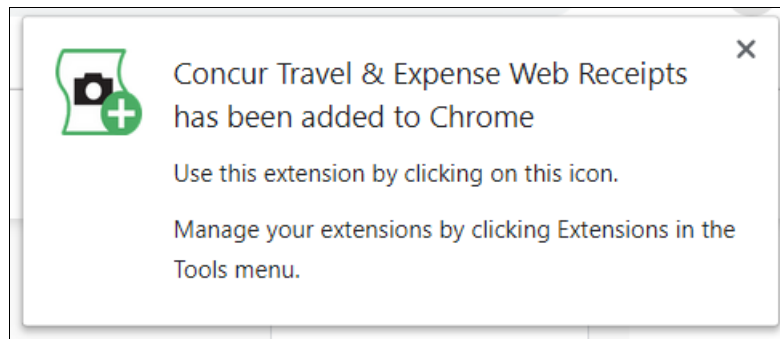 Concur Travel & Expense Web Receipts
has been added to Chrome
Use this extension by clicking on this icon.
Manage your extensions by clicking Extensions in the
Tools menu.